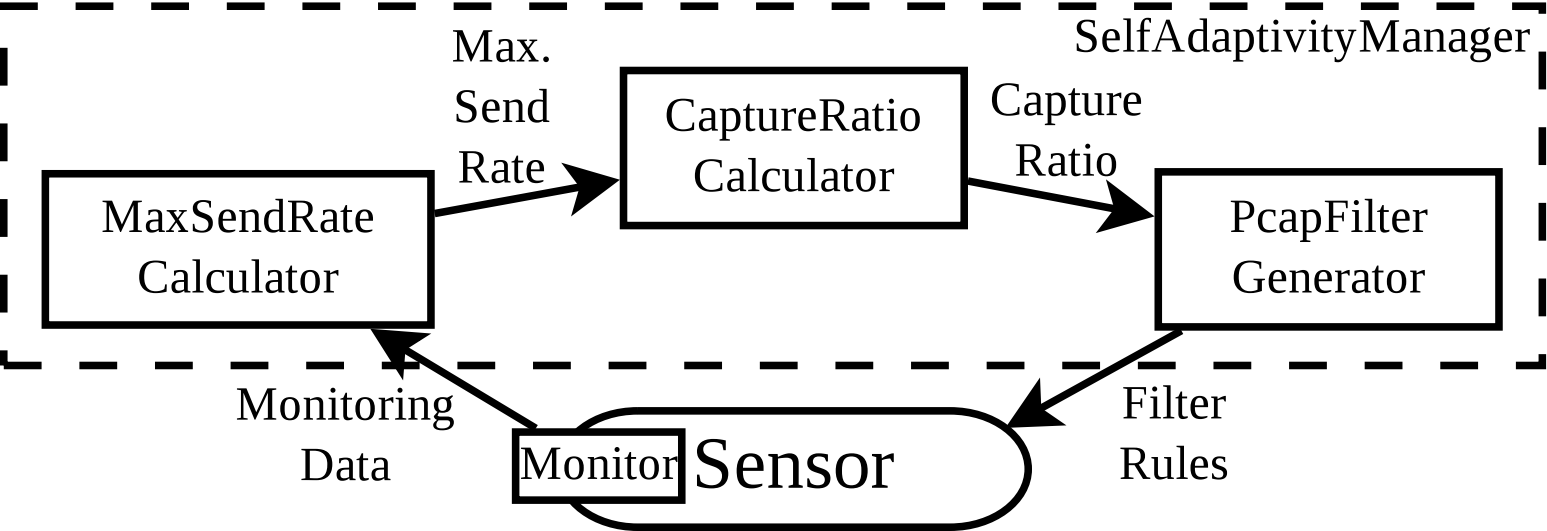 SelfAdaptivityManager
Max.
Send
Rate
CaptureRatio
Calculator
Capture
Ratio
MaxSendRate
Calculator
PcapFilter
Generator
Monitoring
Data
Monitor
Sensor
Filter
Rules